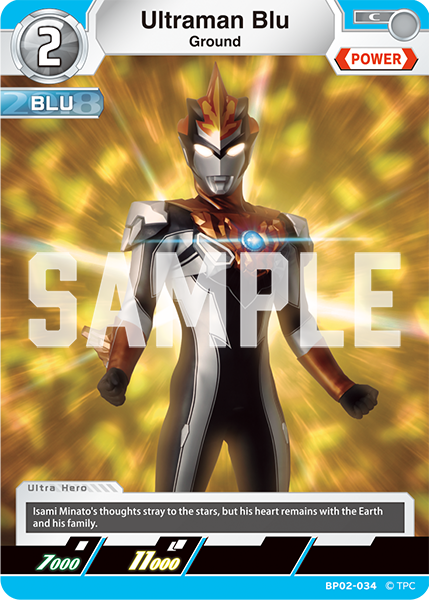 Ultraman Blu
Ground
C
2
POWER
BLU
SAMPLE
Ultra Hero
Isami Minato's thoughts stray to the stars, but his heart remains with the Earth
and his family.
7000
11000
BP02-034 © TPC